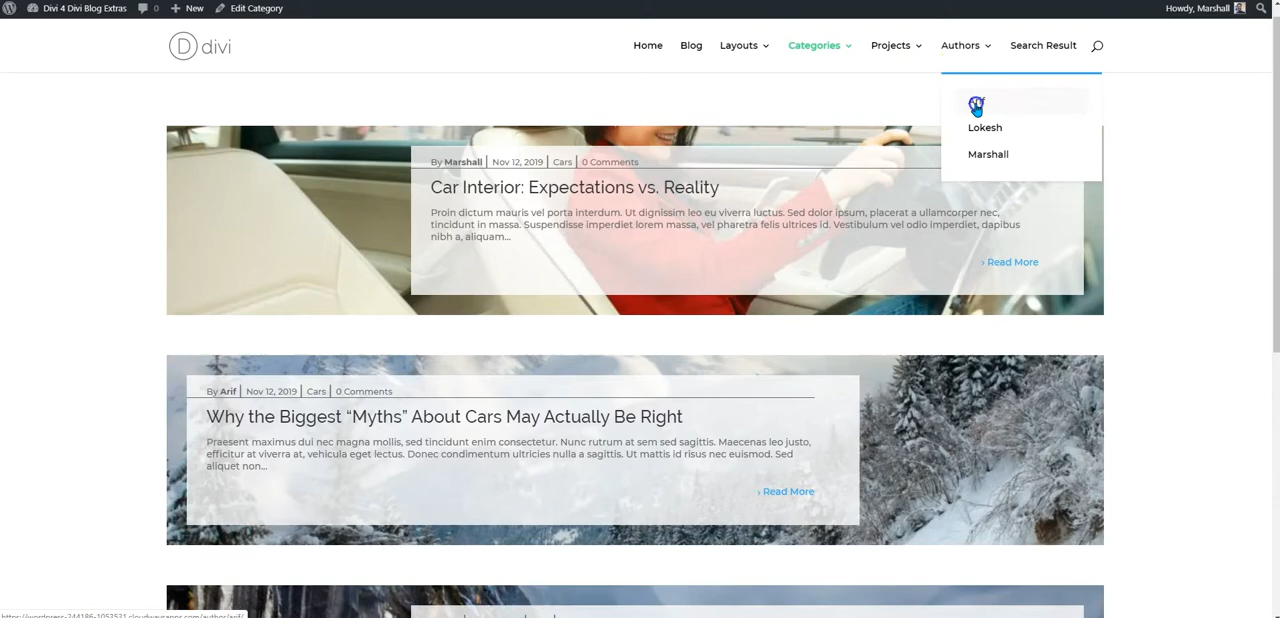 Divi 4 Divi Blog Extras 0 New Edit Category Howdy, Marshall
D divi Home Blog Layouts Categories Projects Authors Search Result
Arif
Lokesh
Marshall
By Marshall | Nov 12, 2019 | Cars | 0 Comments
Car Interior: Expectations vs. Reality
Proin dictum mauris vel porta interdum. Ut dignissim leo eu viverra luctus. Sed dolor ipsum, placerat a ullamcorper nec,
tincidunt in massa. Suspendisse imperdiet lorem massa, vel pharetra felis ultrices id. Vestibulum vel odio imperdiet, dapibus
nibh a, aliquam...
› Read More
By Arif | Nov 12, 2019 | Cars | 0 Comments
Why the Biggest “Myths” About Cars May Actually Be Right
Praesent maximus dui nec magna mollis, sed tincidunt enim consectetur. Nunc rutrum at sem sed sagittis. Maecenas leo justo,
efficitur at viverra at, vehicula eget lectus. Donec condimentum ultricies nulla a sagittis. Ut mattis id risus nec euismod. Sed
aliquet non...
› Read More